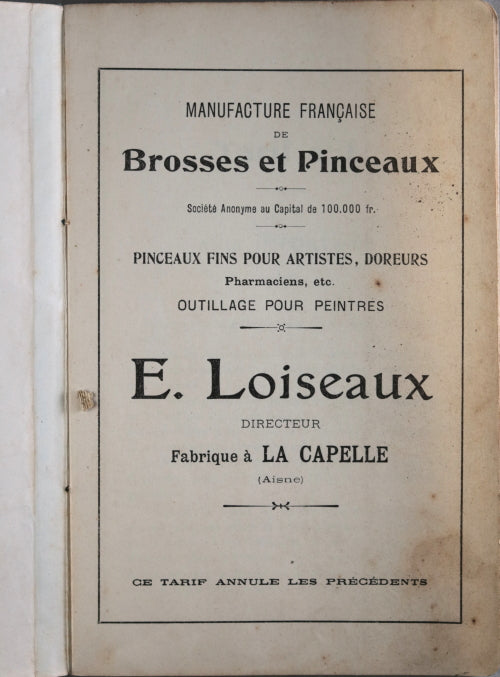 MANUFACTURE FRANÇAISE
DE
Brosses et Pinceaux
Société Anonyme au Capital de 100.000 fr.
PINCEAUX FINS POUR ARTISTES, DOREURS
Pharmaciens, etc.
OUTILLAGE POUR PEINTRES
E. Loiseaux
DIRECTEUR
Fabrique à LA CAPELLE
(Aisne)
CE TARIF ANNULE LES PRÉCÉDENTS